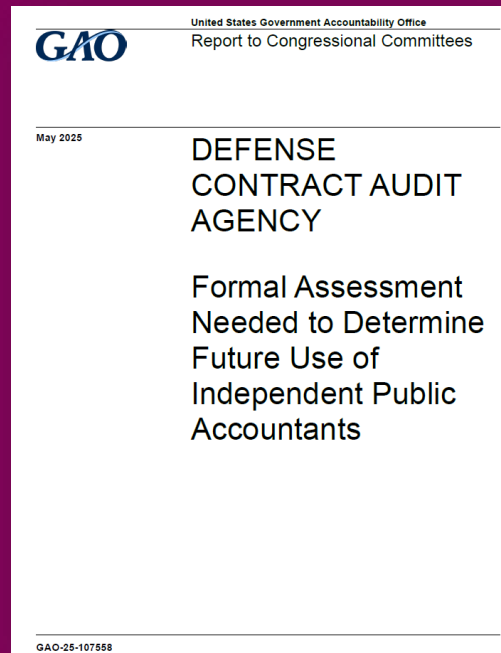 United States Government Accountability Office
GAO
Report to Congressional Committees
May 2025
DEFENSE
CONTRACT AUDIT
AGENCY
Formal Assessment
Needed to Determine
Future Use of
Independent Public
Accountants
GAO-25-107558